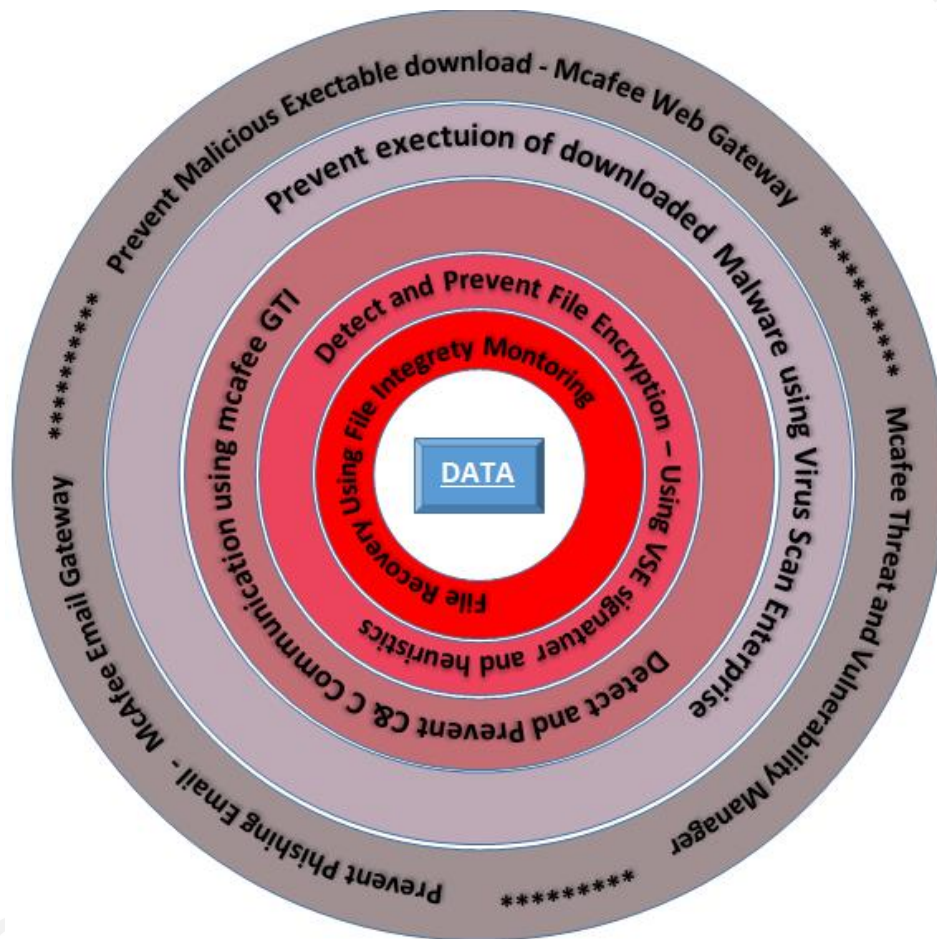 Prevent Malicious Exectable download - Mcafee Web Gateway
***********
Mcafee Threat and Vulnerability Manager
*********
Prevent Phishing Email - McAfee Email Gateway
***********
Prevent exectuion of downloaded Malware using Virus Scan Enterprise
Detect and Prevent C& C Communication using mcafee GTI
Detect and Prevent File Encryption – Using VSE signatuer and heuristics
File Recovery Using File Integrety Montoring
DATA